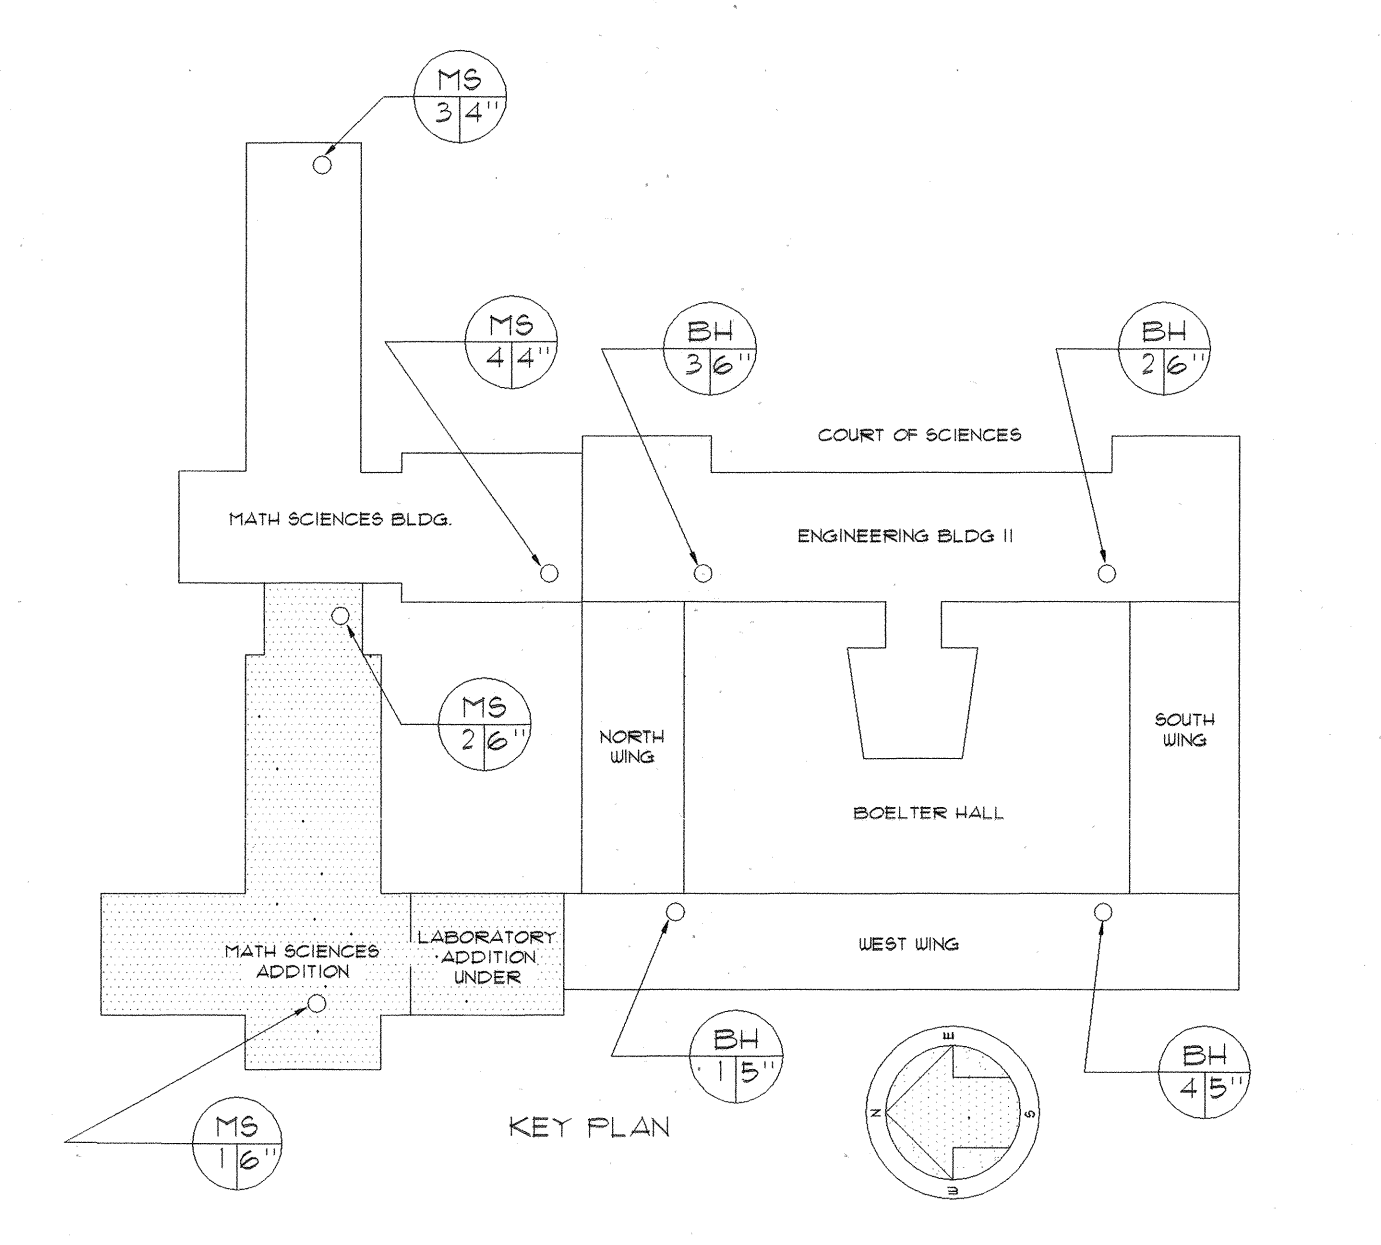 MS
3 4"
MS
4 4"
BH
3 6"
BH
2 6"
COURT OF SCIENCES
MATH SCIENCES BLDG.
ENGINEERING BLDG II
MS
2 6"
NORTH
WING
SOUTH
WING
BOELTER HALL
MATH SCIENCES
ADDITION
LABORATORY
ADDITION
UNDER
WEST WING
BH
1 5"
BH
4 5"
MS
1 6"
KEY PLAN
E
N
S
W